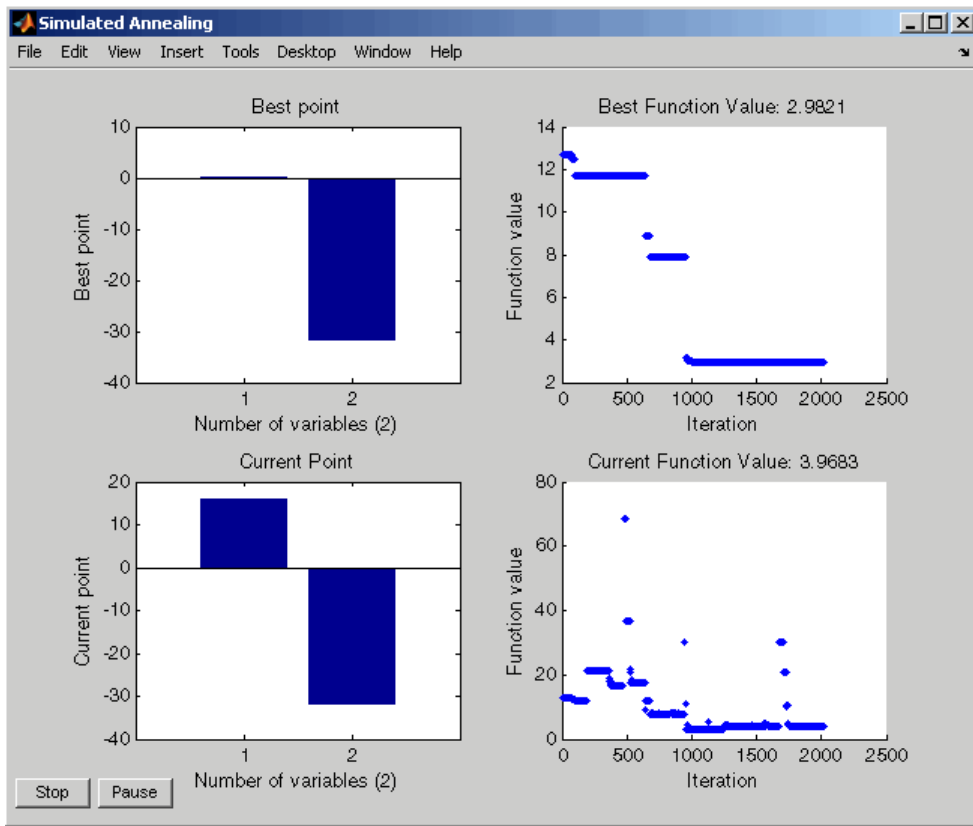 Simulated Annealing
File Edit View Insert Tools Desktop Window Help
Best point
10
0
-10
-20
-30
-40
Best point
1 2
Number of variables (2)
Best Function Value: 2.9821
14
12
10
8
6
4
2
Function value
0 500 1000 1500 2000 2500
Iteration
Current Point
20
10
0
-10
-20
-30
-40
Current point
1 2
Number of variables (2)
Current Function Value: 3.9683
80
60
40
20
0
Function value
0 500 1000 1500 2000 2500
Iteration
Stop Pause